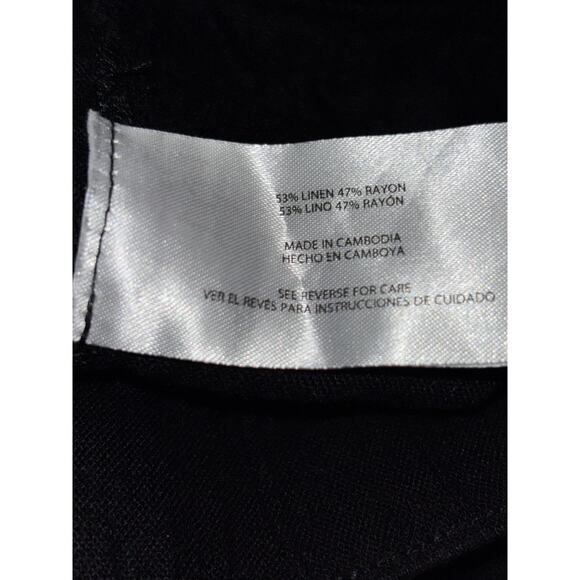 53% LINEN 47% RAYON
53% LINO 47% RAYÓN
MADE IN CAMBODIA
HECHO EN CAMBOYA
SEE REVERSE FOR CARE
VER EL REVÉS PARA INSTRUCCIONES DE CUIDADO